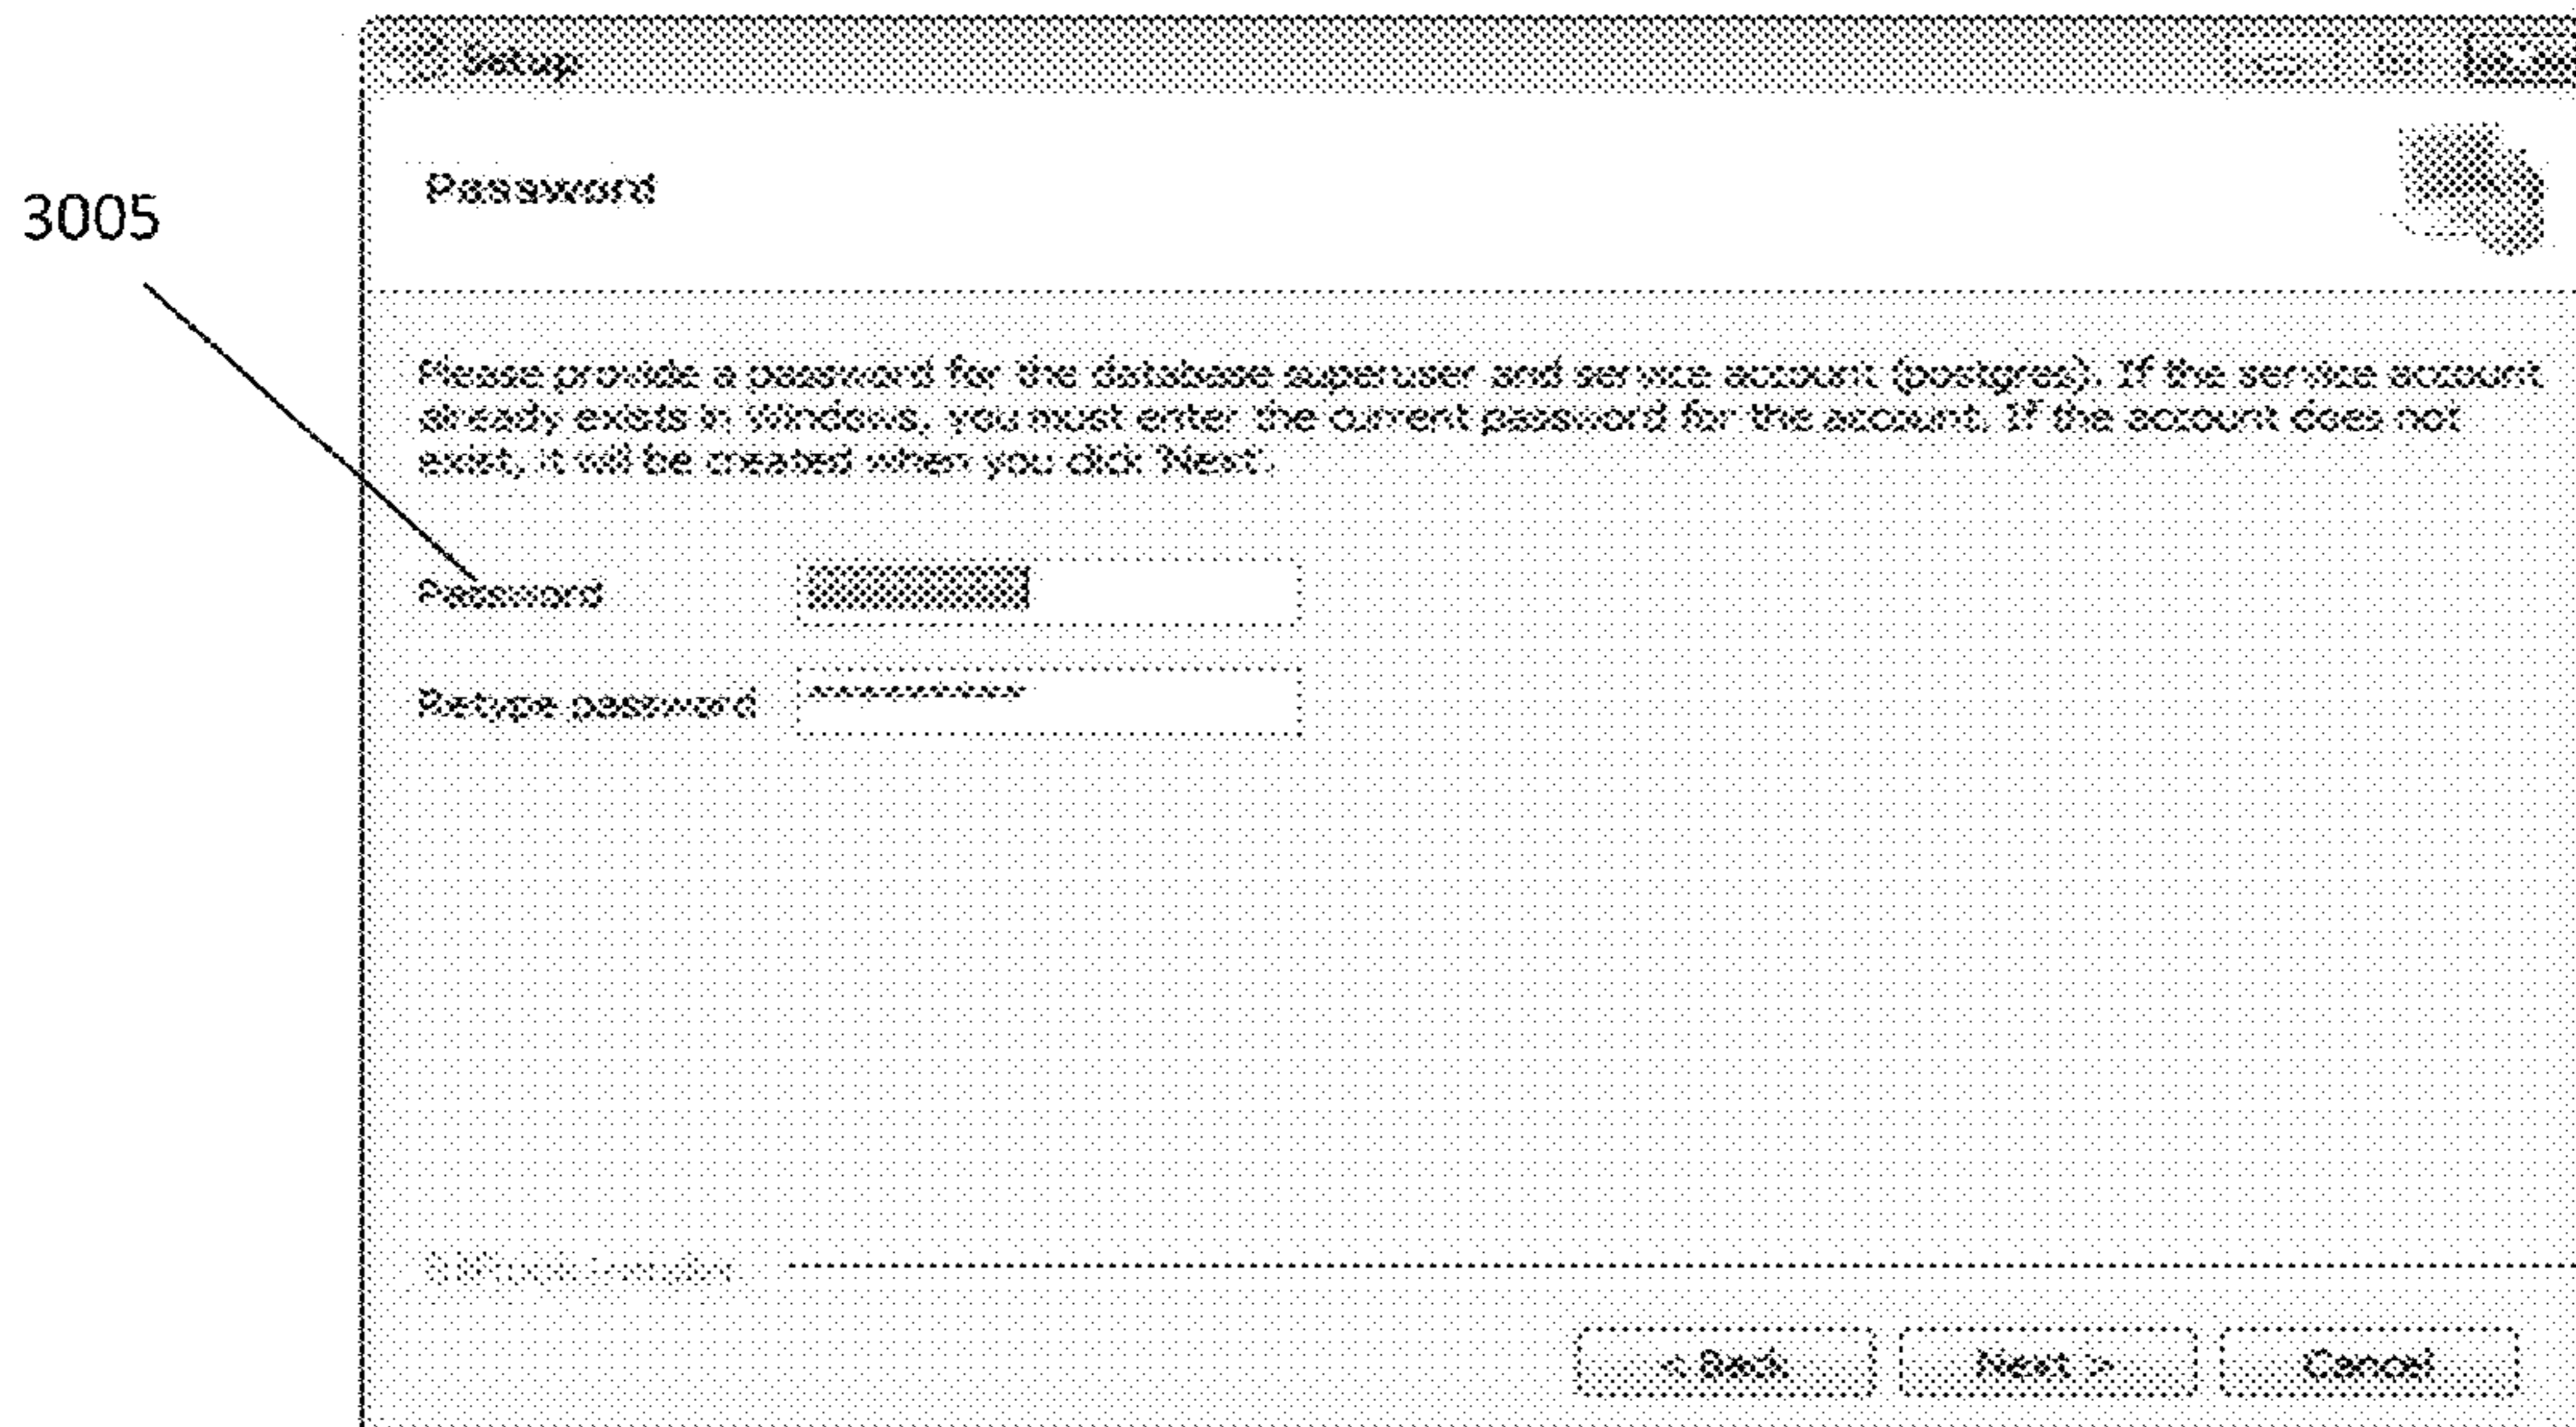 Setup
Password
3005
Please provide a password for the database superuser and service account (postgres). If the service account
already exists in Windows, you must enter the current password for the account. If the account does not
exist, it will be created when you click 'Next'.
Password
Retype password
< Back
Next >
Cancel